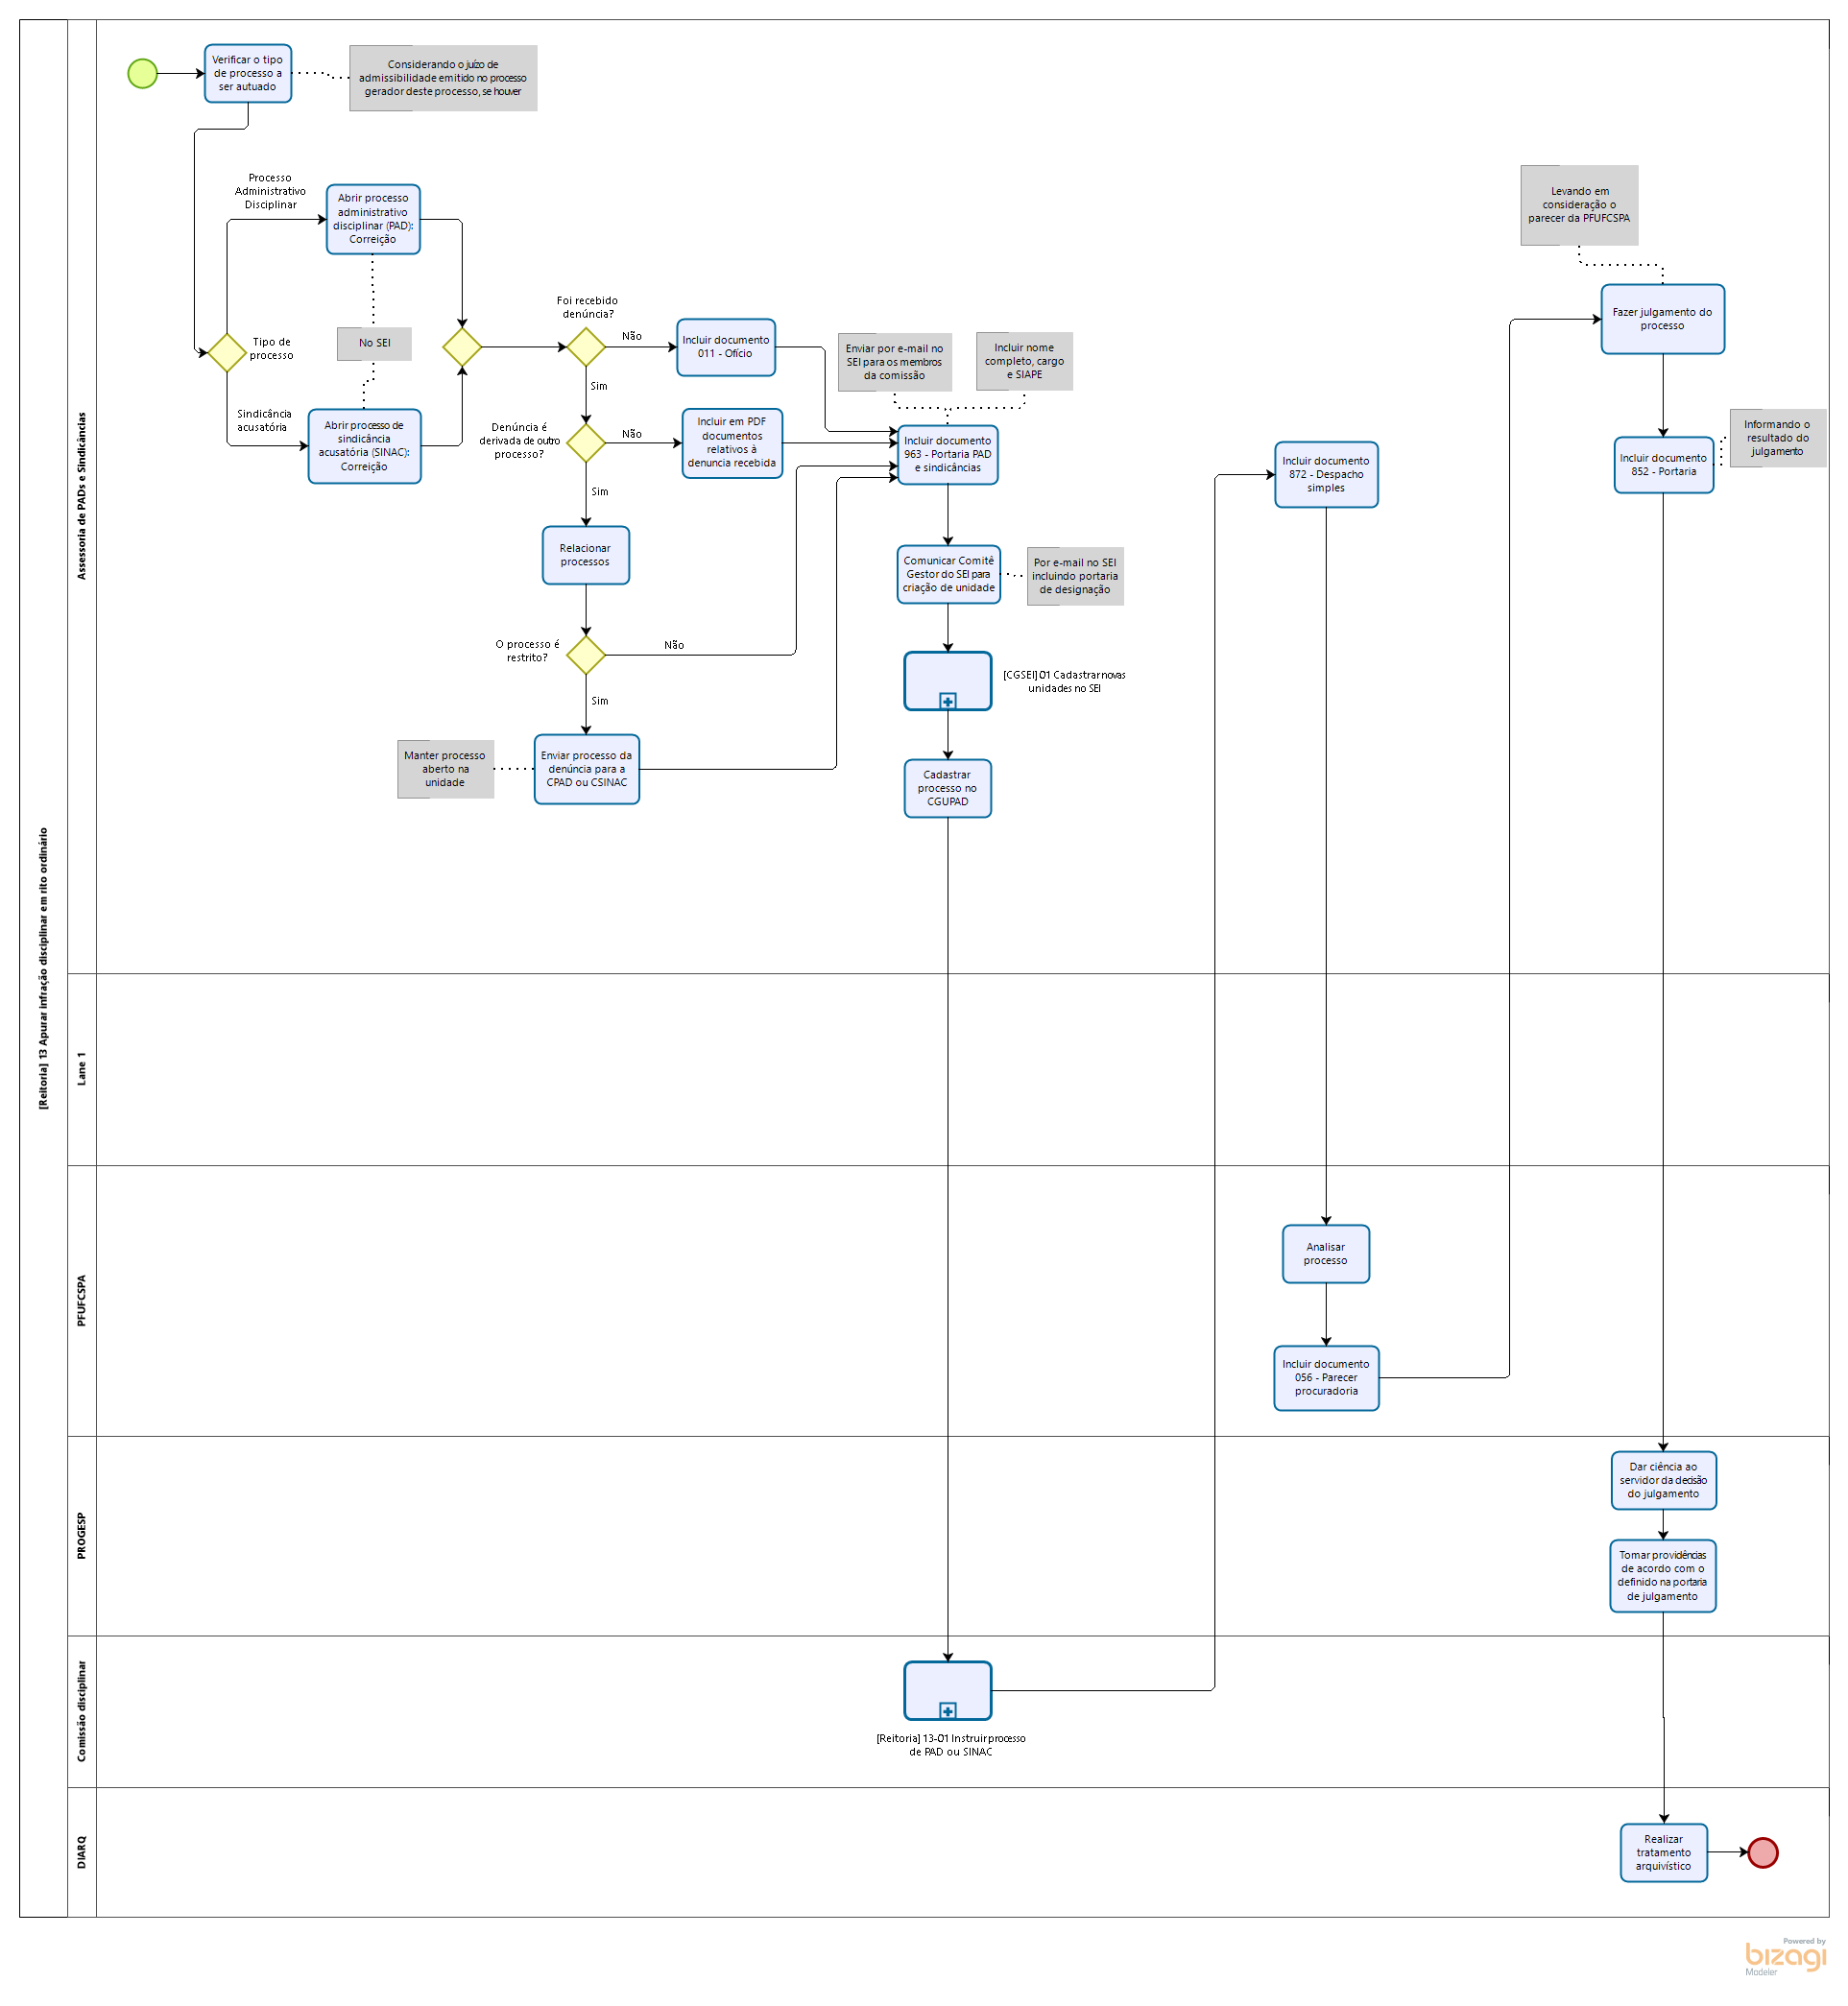 [Reitoria] 13 Apurar infração disciplinar em rito ordinário
Assessoria de PADs e Sindicâncias
Verificar o tipo
de processo a
ser autuado
Considerando o juízo de
admissibilidade emitido no processo
gerador deste processo, se houver
Processo
Administrativo
Disciplinar
Abrir processo
administrativo
disciplinar (PAD):
Correição
Tipo de
processo
No SEI
Sindicância
acusatória
Abrir processo de
sindicância
acusatória (SINAC):
Correição
Foi recebido
denúncia?
Não
Incluir documento
011 - Ofício
Sim
Denúncia é
derivada de outro
processo?
Não
Incluir em PDF
documentos
relativos à
denuncia recebida
Sim
Relacionar
processos
O processo é
restrito?
Não
Sim
Manter processo
aberto na
unidade
Enviar processo da
denúncia para a
CPAD ou CSINAC
Enviar por e-mail no
SEI para os membros
da comissão
Incluir nome
completo, cargo
e SIAPE
Incluir documento
963 - Portaria PAD
e sindicâncias
Comunicar Comitê
Gestor do SEI para
criação de unidade
Por e-mail no SEI
incluindo portaria
de designação
[CGSEI] 01 Cadastrar novas
unidades no SEI
Cadastrar
processo no
CGUPAD
Incluir documento
872 - Despacho
simples
Levando em
consideração o
parecer da PFUFCSPA
Fazer julgamento do
processo
Incluir documento
852 - Portaria
Informando o
resultado do
julgamento
Lane 1
PFUFCSPA
Analisar
processo
Incluir documento
056 - Parecer
procuradoria
PROGESP
Dar ciência ao
servidor da decisão
do julgamento
Tomar providências
de acordo com o
definido na portaria
de julgamento
Comissão disciplinar
[Reitoria] 13-01 Instruir processo
de PAD ou SINAC
DIARQ
Realizar
tratamento
arquivístico
Powered by
bizagi
Modeler